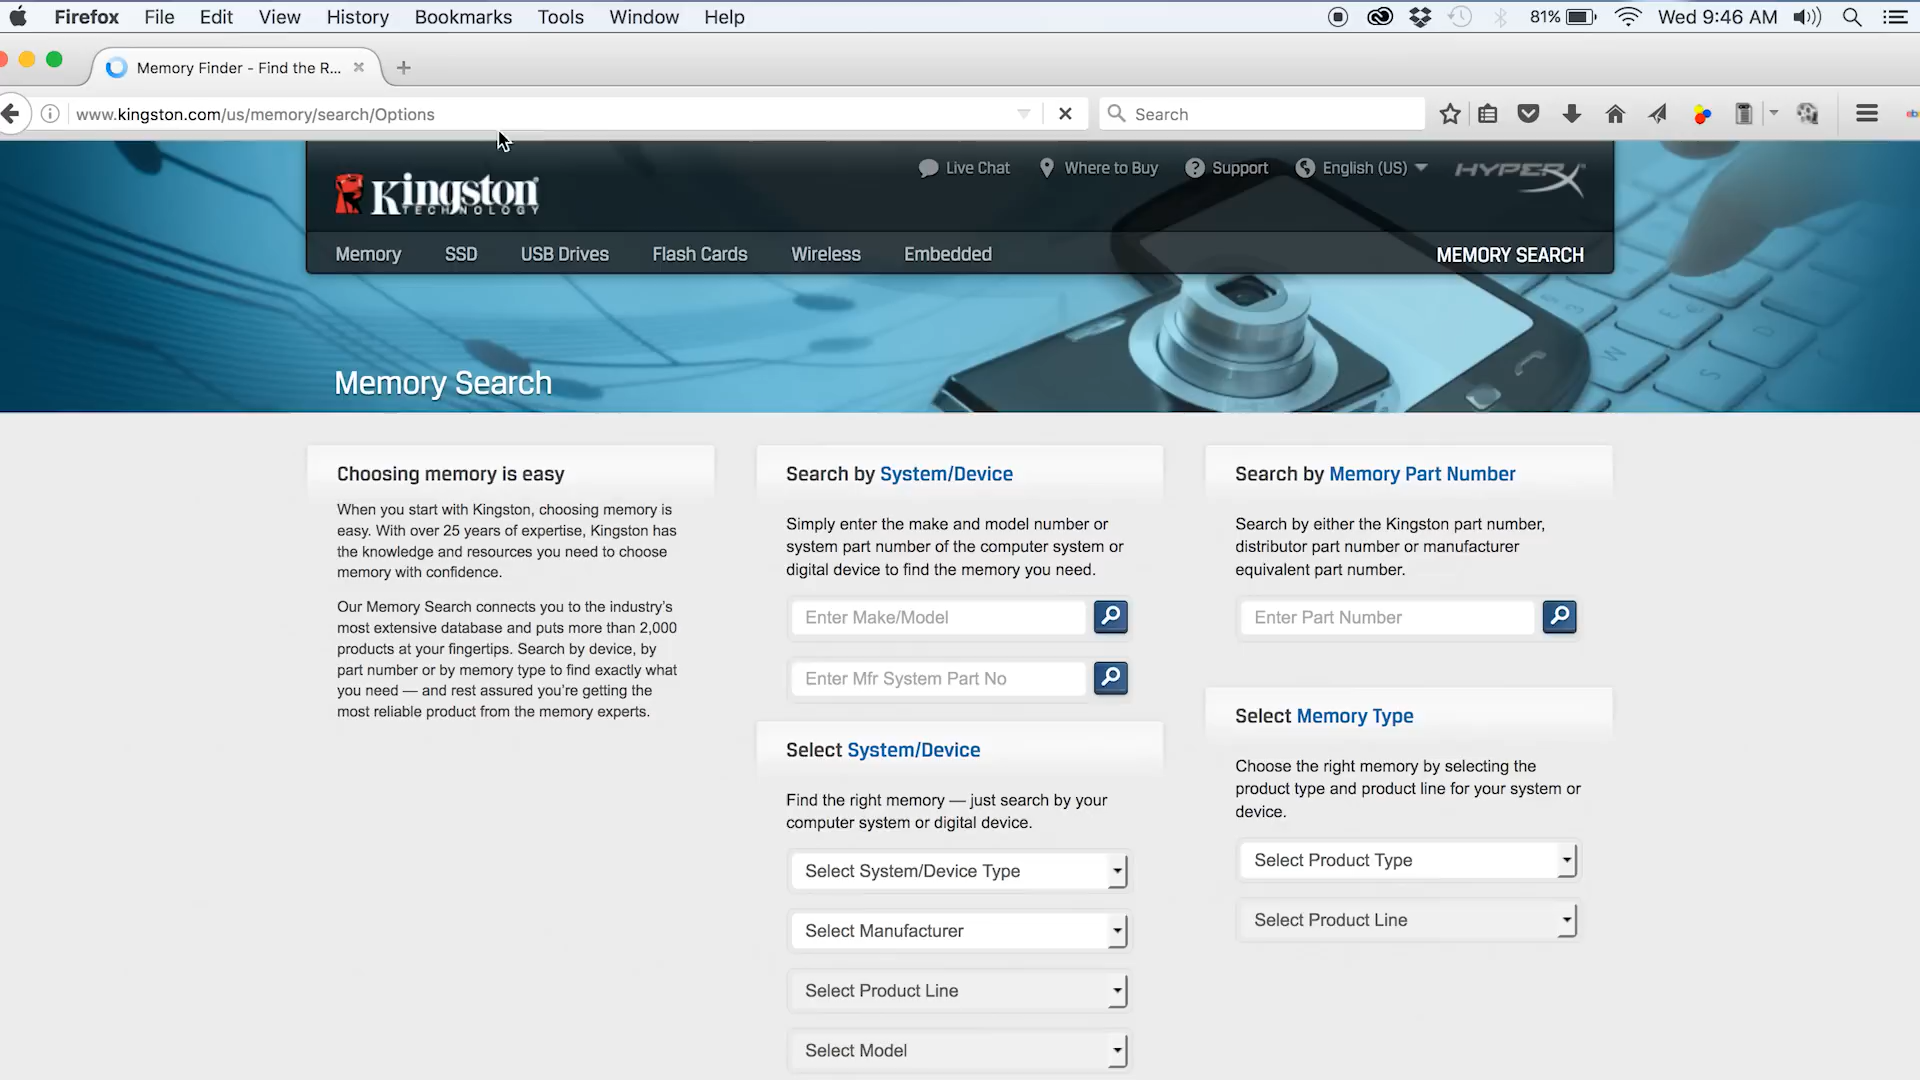 Firefox File Edit View History Bookmarks Tools Window Help 81% Wed 9:46 AM
Memory Finder - Find the R...
www.kingston.com/us/memory/search/Options
Search
Kingston
TECHNOLOGY
Live Chat Where to Buy Support English (US) HYPERX
Memory SSD USB Drives Flash Cards Wireless Embedded MEMORY SEARCH
Memory Search
Choosing memory is easy
When you start with Kingston, choosing memory is
easy. With over 25 years of expertise, Kingston has
the knowledge and resources you need to choose
memory with confidence.
Our Memory Search connects you to the industry's
most extensive database and puts more than 2,000
products at your fingertips. Search by device, by
part number or by memory type to find exactly what
you need — and rest assured you're getting the
most reliable product from the memory experts.
Search by System/Device
Simply enter the make and model number or
system part number of the computer system or
digital device to find the memory you need.
Enter Make/Model
Enter Mfr System Part No
Select System/Device
Find the right memory — just search by your
computer system or digital device.
Select System/Device Type
Select Manufacturer
Select Product Line
Select Model
Search by Memory Part Number
Search by either the Kingston part number,
distributor part number or manufacturer
equivalent part number.
Enter Part Number
Select Memory Type
Choose the right memory by selecting the
product type and product line for your system or
device.
Select Product Type
Select Product Line